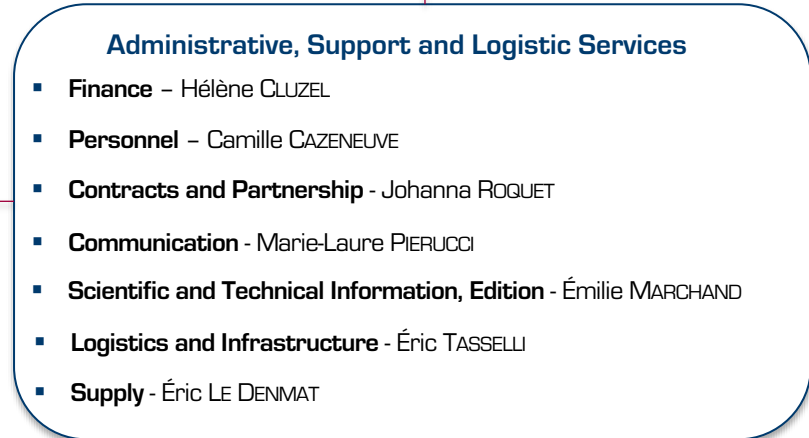 Administrative, Support and Logistic Services
▪ Finance – Hélène CLUZEL
▪ Personnel – Camille CAZENEUVE
▪ Contracts and Partnership - Johanna ROQUET
▪ Communication - Marie-Laure PIERUCCI
▪ Scientific and Technical Information, Edition - Émilie MARCHAND
▪ Logistics and Infrastructure - Éric TASSELLI
▪ Supply - Éric LE DENMAT